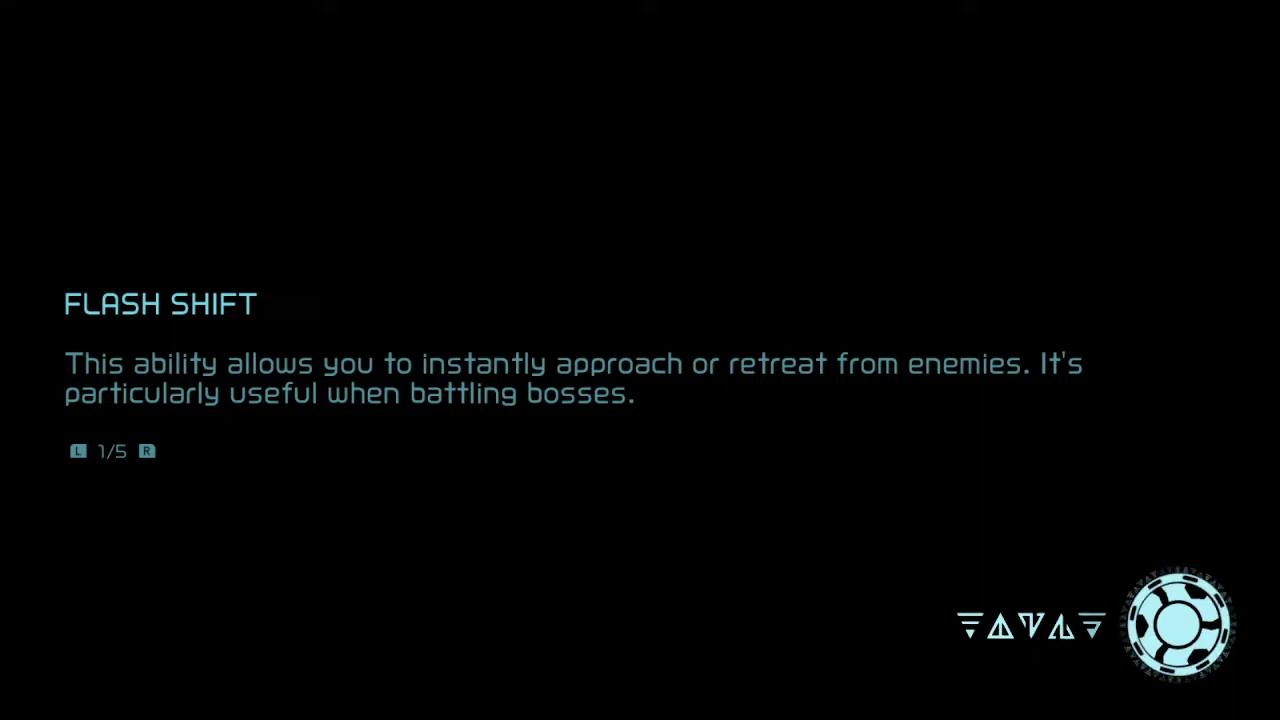 FLASH SHIFT
This ability allows you to instantly approach or retreat from enemies. It's
particularly useful when battling bosses.
L 1/5 R